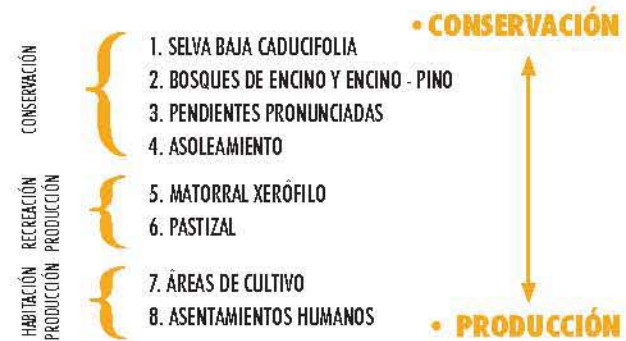 • CONSERVACIÓN
CONSERVACIÓN
1. SELVA BAJA CADUCIFOLIA
2. BOSQUES DE ENCINO Y ENCINO - PINO
3. PENDIENTES PRONUNCIADAS
4. ASOLEAMIENTO
RECREACIÓN
PRODUCCIÓN
5. MATORRAL XERÓFILO
6. PASTIZAL
HABITACIÓN
PRODUCCIÓN
7. ÁREAS DE CULTIVO
8. ASENTAMIENTOS HUMANOS
• PRODUCCIÓN